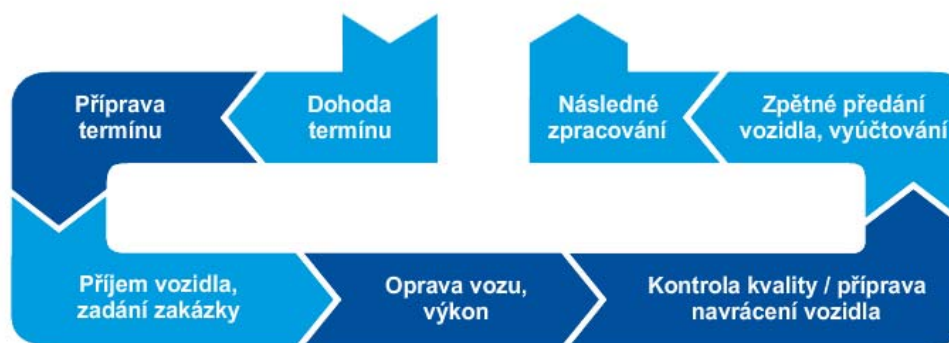 Dohoda
termínu
Příprava
termínu
Příjem vozidla,
zadání zakázky
Oprava vozu,
výkon
Kontrola kvality / příprava
navrácení vozidla
Zpětné předání
vozidla, vyúčtování
Následné
zpracování